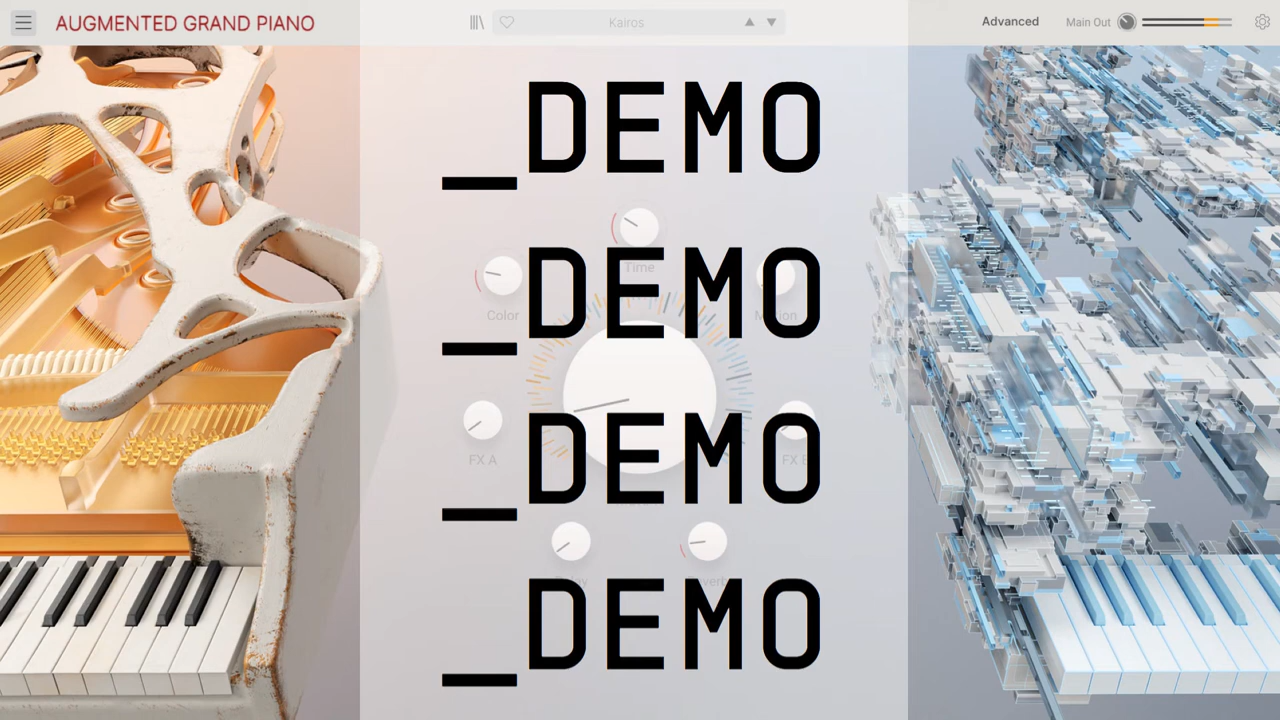 AUGMENTED GRAND PIANO
Kairos
Advanced
Main Out
_DEMO
Time
_DEMO
Color
_DEMO
FX A
_DEMO